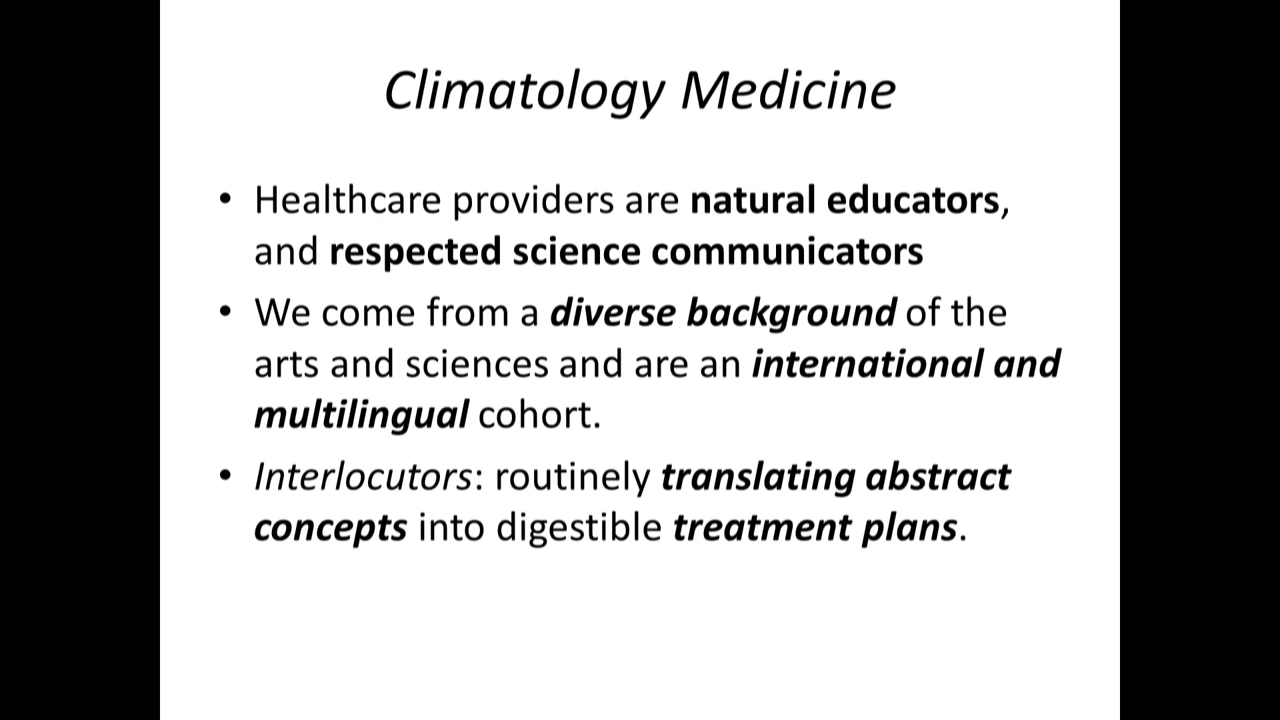 Climatology Medicine
• Healthcare providers are natural educators,
and respected science communicators
• We come from a diverse background of the
arts and sciences and are an international and
multilingual cohort.
• Interlocutors: routinely translating abstract
concepts into digestible treatment plans.